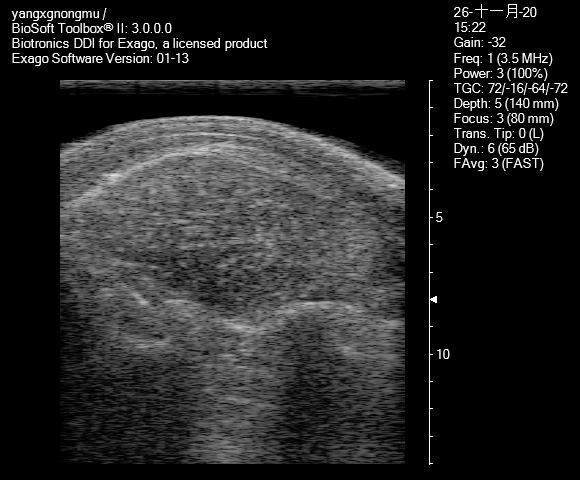 yangxgnongmu /
BioSoft Toolbox® II: 3.0.0.0
Biotronics DDI for Exago, a licensed product
Exago Software Version: 01-13
26-十一月-20
15:22
Gain: -32
Freq: 1 (3.5 MHz)
Power: 3 (100%)
TGC: 72/-16/-64/-72
Depth: 5 (140 mm)
Focus: 3 (80 mm)
Trans. Tip: 0 (L)
Dyn.: 6 (65 dB)
FAvg: 3 (FAST)
5
10